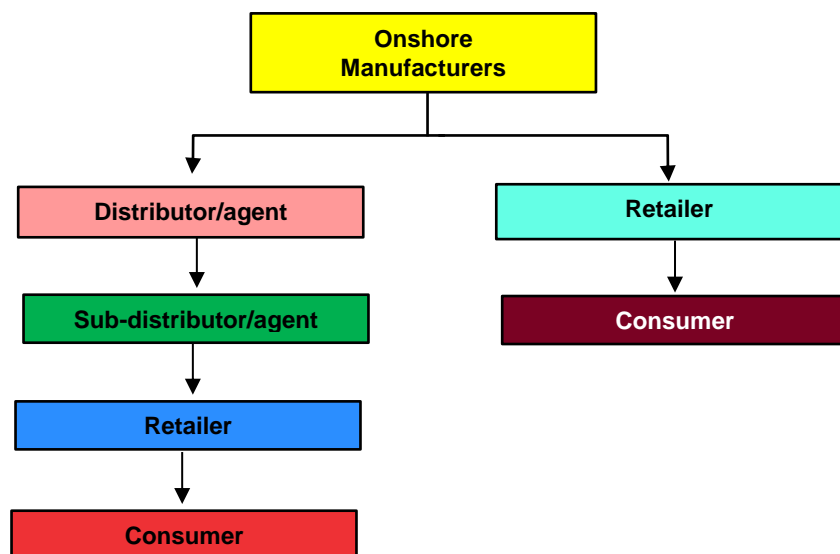 Onshore
Manufacturers
Distributor/agent
Retailer
Sub-distributor/agent
Consumer
Retailer
Consumer